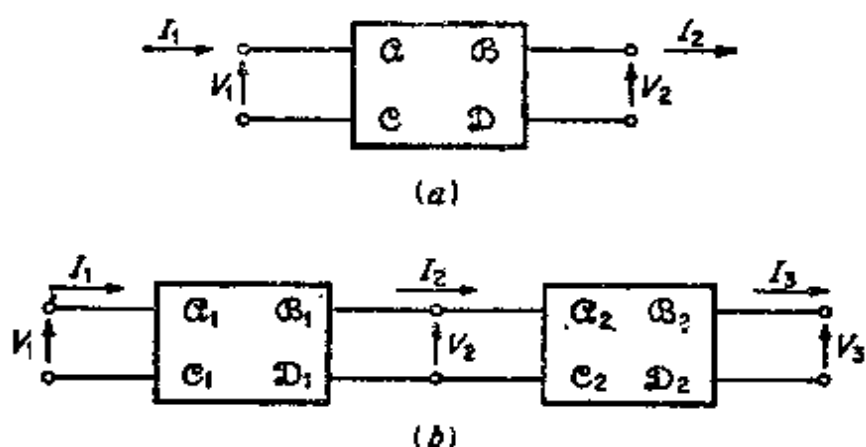 I₁ 𝒜 ℬ I₂
V₁ V₂
𝒞 𝒟
(a)
I₁ I₂ I₃
𝒜₁ ℬ₁ 𝒜₂ ℬ₂
V₁ V₂ V₃
𝒞₁ 𝒟₁ 𝒞₂ 𝒟₂
(b)